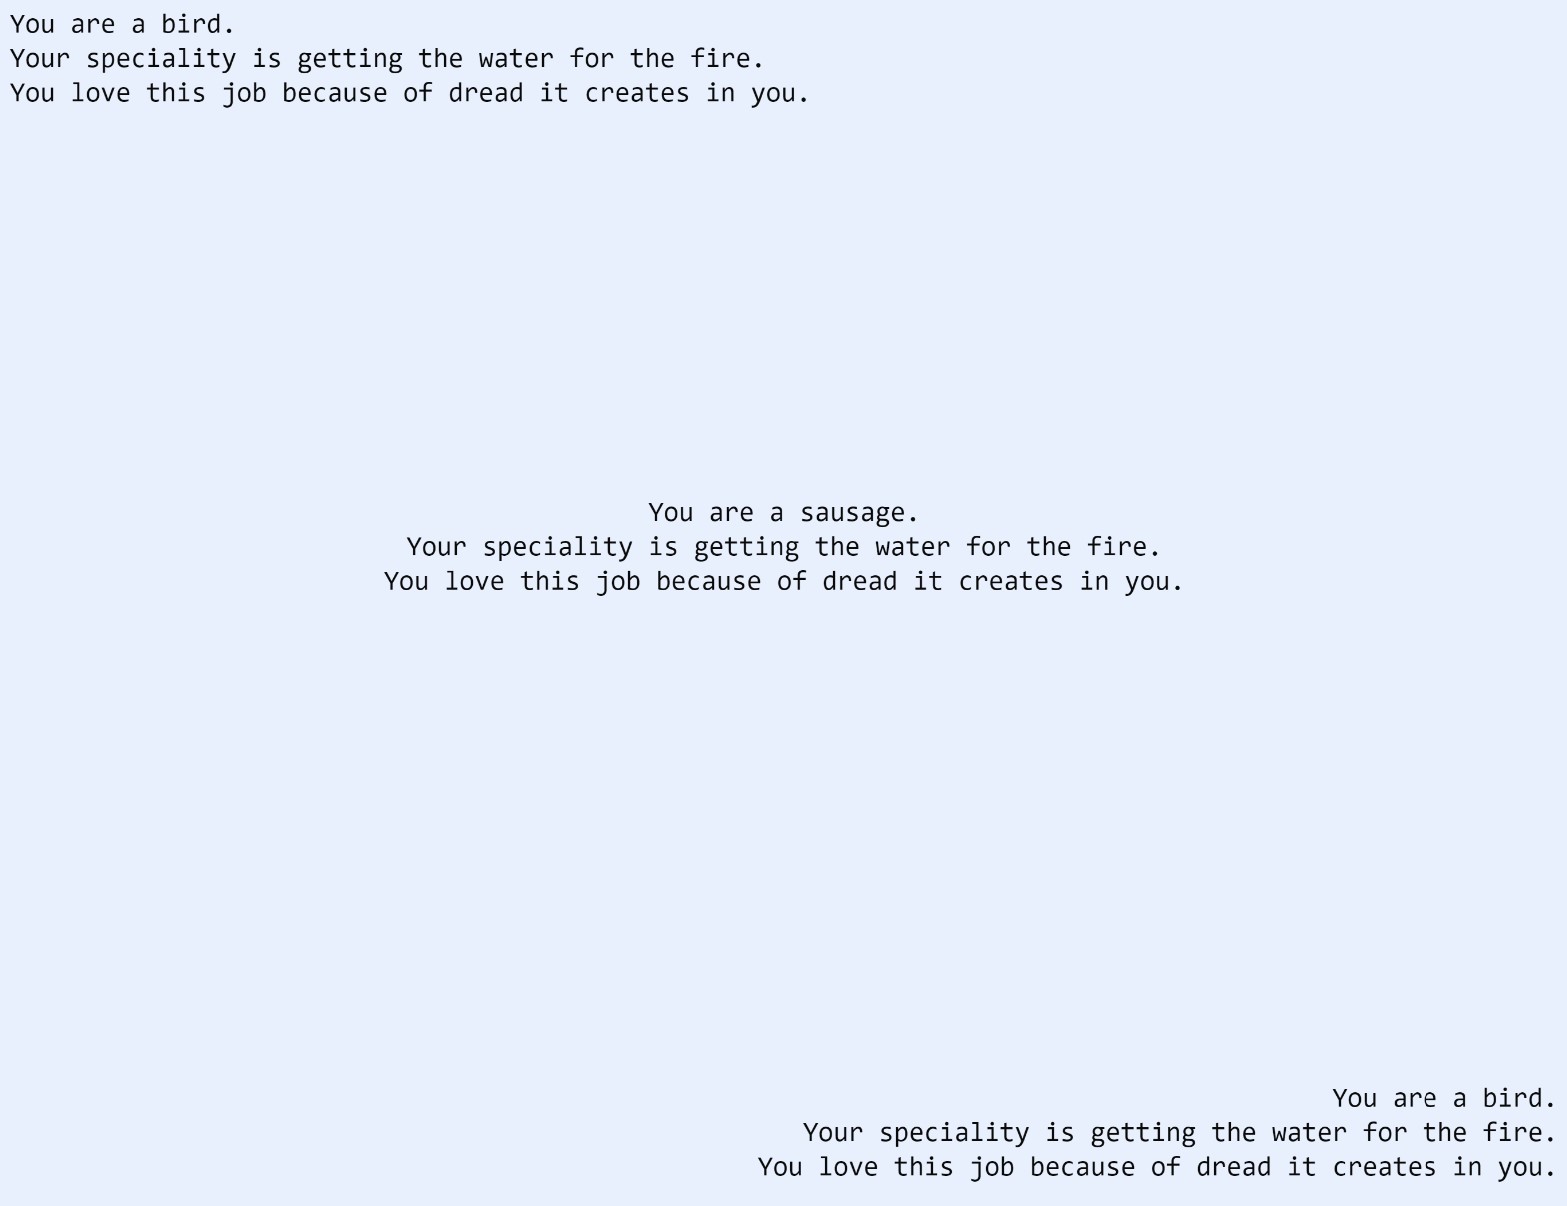 You are a bird.
Your speciality is getting the water for the fire.
You love this job because of dread it creates in you.
You are a sausage.
Your speciality is getting the water for the fire.
You love this job because of dread it creates in you.
You are a bird.
Your speciality is getting the water for the fire.
You love this job because of dread it creates in you.